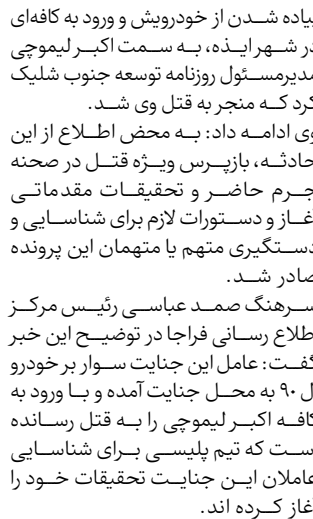 پیاده شدن از خودرویش و ورود به کافه‌ای
در شهر ایذه، به سمت اکبر لیموچی
مدیرمسئول روزنامه توسعه جنوب شلیک
کرد که منجر به قتل وی شد.
وی ادامه داد: به محض اطلاع از این
حادثه، بازپرس ویژه قتل در صحنه
جرم حاضر و تحقیقات مقدماتی
آغاز و دستورات لازم برای شناسایی و
دستگیری متهم یا متهمان این پرونده
صادر شد.
سرهنگ صمد عباسی رئیس مرکز
اطلاع رسانی فراجا در توضیح این خبر
گفت: عامل این جنایت سوار بر خودرو
ال ۹۰ به محل جنایت آمده و با ورود به
کافه اکبر لیموچی را به قتل رسانده
است که تیم پلیسی برای شناسایی
عاملان این جنایت تحقیقات خود را
آغاز کرده اند.